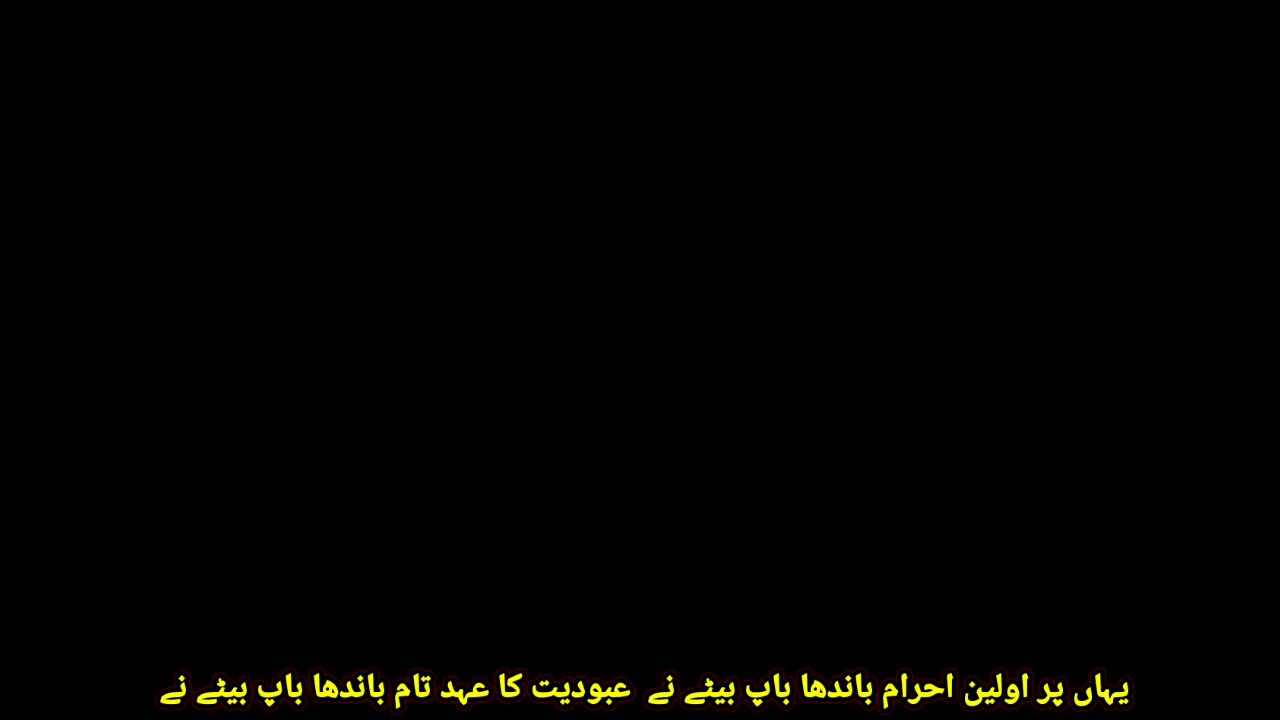 یہاں پر اولین احرام باندھا باپ بیٹے نے عبودیت کا عہد تام باندھا باپ بیٹے نے